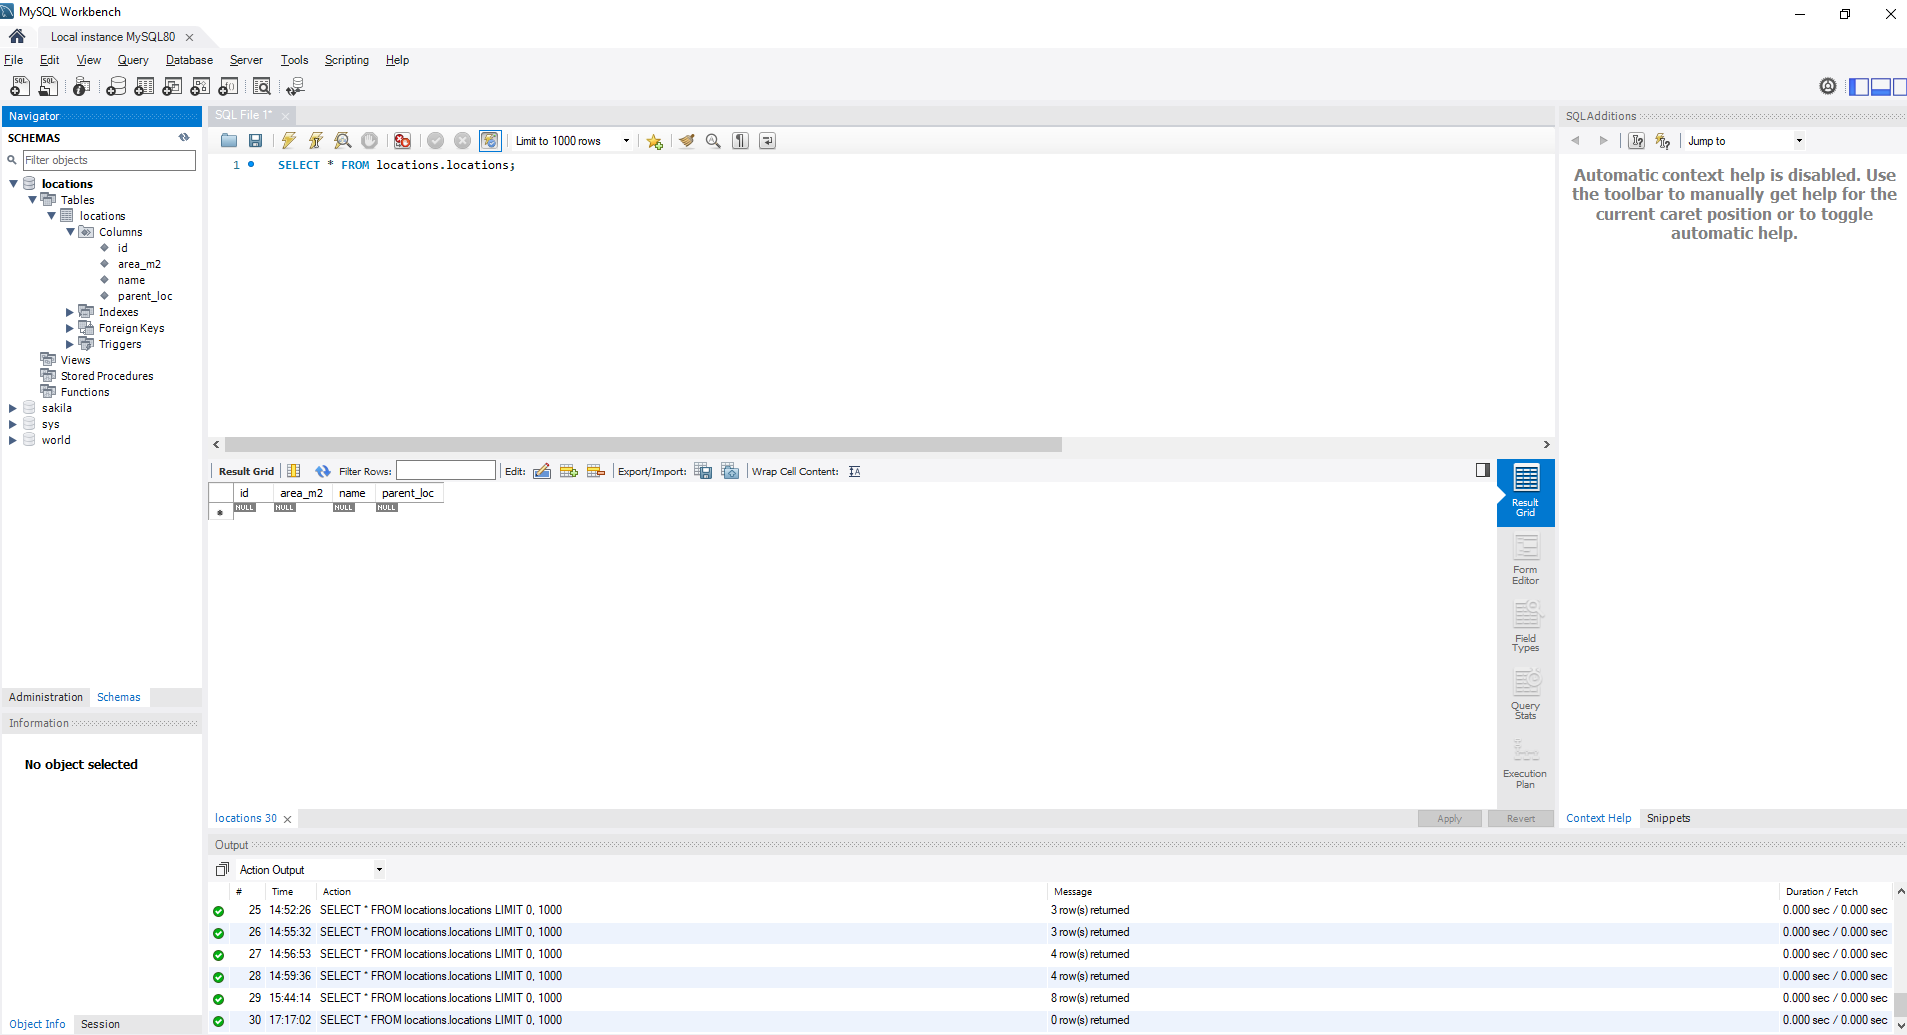 MySQL Workbench
Local instance MySQL80
File Edit View Query Database Server Tools Scripting Help
Navigator
SCHEMAS
Filter objects
locations
Tables
locations
Columns
id
area_m2
name
parent_loc
Indexes
Foreign Keys
Triggers
Views
Stored Procedures
Functions
sakila
sys
world
Administration Schemas
Information
No object selected
Object Info Session
SQL File 1*
Limit to 1000 rows
1 SELECT * FROM locations.locations;
Result Grid Filter Rows: Edit: Export/Import: Wrap Cell Content:
id area_m2 name parent_loc
NULL NULL NULL NULL
Result
Grid
Form
Editor
Field
Types
Query
Stats
Execution
Plan
locations 30 Apply Revert
SQLAdditions
Jump to
Automatic context help is disabled. Use
the toolbar to manually get help for the
current caret position or to toggle
automatic help.
Context Help Snippets
Output
Action Output
# Time Action Message Duration / Fetch
25 14:52:26 SELECT * FROM locations.locations LIMIT 0, 1000 3 row(s) returned 0.000 sec / 0.000 sec
26 14:55:32 SELECT * FROM locations.locations LIMIT 0, 1000 3 row(s) returned 0.000 sec / 0.000 sec
27 14:56:53 SELECT * FROM locations.locations LIMIT 0, 1000 4 row(s) returned 0.000 sec / 0.000 sec
28 14:59:36 SELECT * FROM locations.locations LIMIT 0, 1000 4 row(s) returned 0.000 sec / 0.000 sec
29 15:44:14 SELECT * FROM locations.locations LIMIT 0, 1000 8 row(s) returned 0.000 sec / 0.000 sec
30 17:17:02 SELECT * FROM locations.locations LIMIT 0, 1000 0 row(s) returned 0.000 sec / 0.000 sec